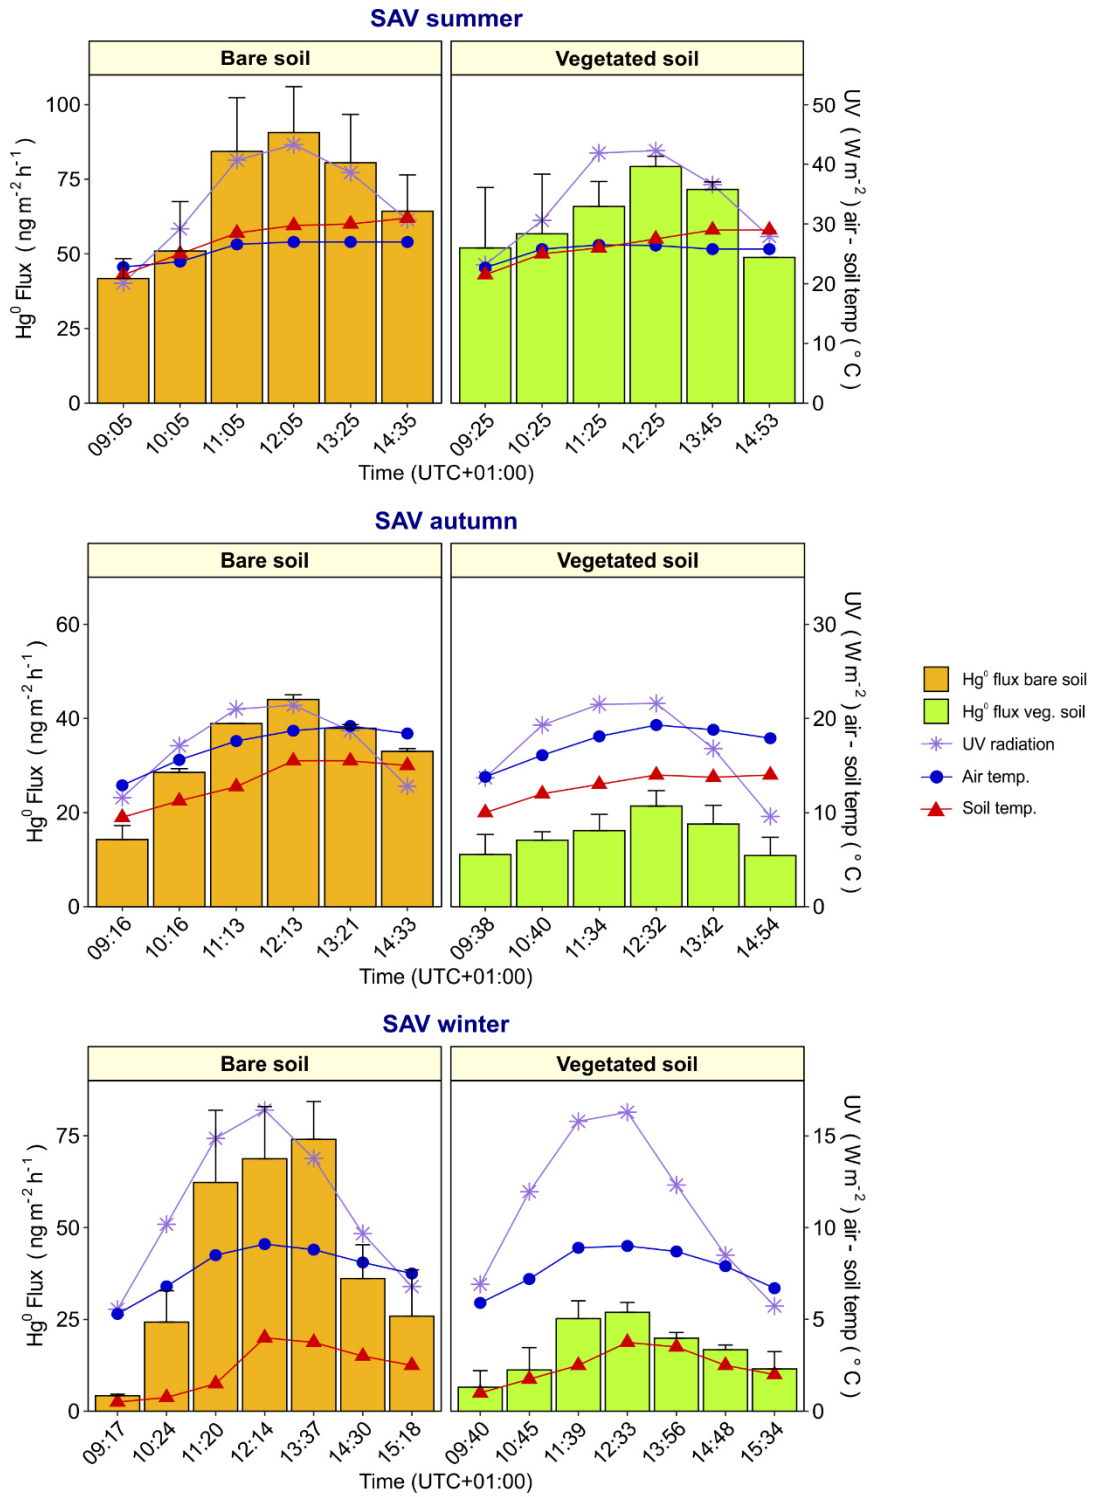 SAV summer
Bare soil
Vegetated soil
Hg⁰ Flux ( ng m⁻² h⁻¹ )
100
75
50
25
0
50
40
30
20
10
0
UV ( W m⁻² ) air - soil temp ( °C )
09:05 10:05 11:05 12:05 13:25 14:35
09:25 10:25 11:25 12:25 13:45 14:53
Time (UTC+01:00)
SAV autumn
Bare soil
Vegetated soil
Hg⁰ Flux ( ng m⁻² h⁻¹ )
60
40
20
0
30
20
10
0
UV ( W m⁻² ) air - soil temp ( °C )
09:16 10:16 11:13 12:13 13:21 14:33
09:38 10:40 11:34 12:32 13:42 14:54
Time (UTC+01:00)
Hg⁰ flux bare soil
Hg⁰ flux veg. soil
UV radiation
Air temp.
Soil temp.
SAV winter
Bare soil
Vegetated soil
Hg⁰ Flux ( ng m⁻² h⁻¹ )
75
50
25
0
15
10
5
0
UV ( W m⁻² ) air - soil temp ( °C )
09:17 10:24 11:20 12:14 13:37 14:30 15:18
09:40 10:45 11:39 12:33 13:56 14:48 15:34
Time (UTC+01:00)